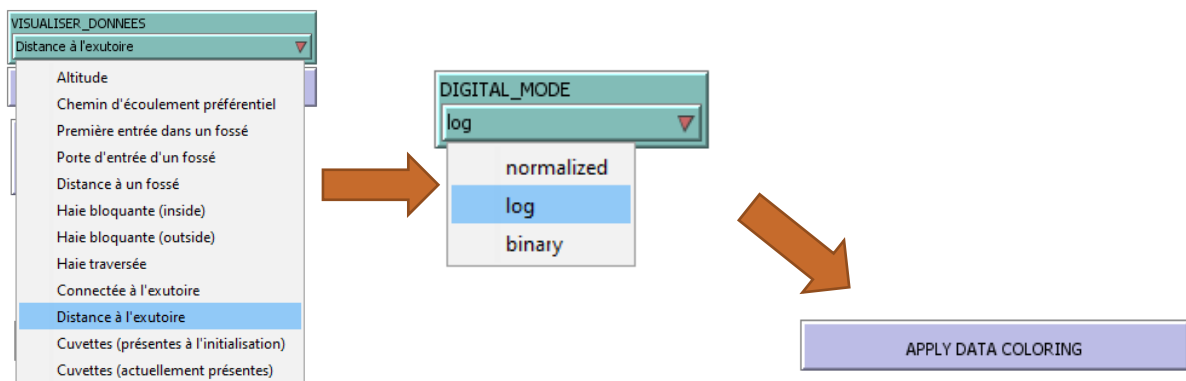 VISUALISER_DONNEES
Distance à l'exutoire
Altitude
Chemin d'écoulement préférentiel
Première entrée dans un fossé
Porte d'entrée d'un fossé
Distance à un fossé
Haie bloquante (inside)
Haie bloquante (outside)
Haie traversée
Connectée à l'exutoire
Distance à l'exutoire
Cuvettes (présentes à l'initialisation)
Cuvettes (actuellement présentes)
DIGITAL_MODE
log
normalized
log
binary
APPLY DATA COLORING